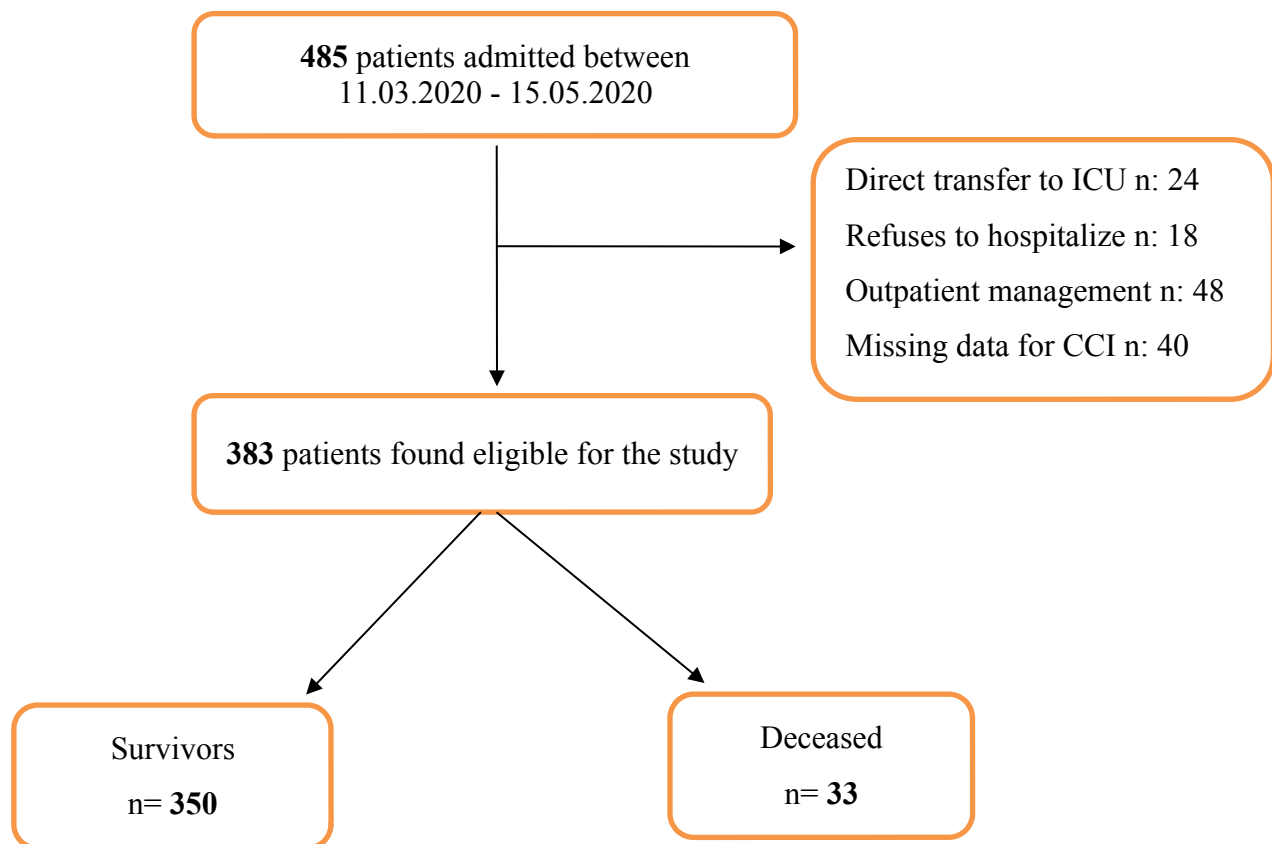 485 patients admitted between
11.03.2020 - 15.05.2020
Direct transfer to ICU n: 24
Refuses to hospitalize n: 18
Outpatient management n: 48
Missing data for CCI n: 40
383 patients found eligible for the study
Survivors
n= 350
Deceased
n= 33